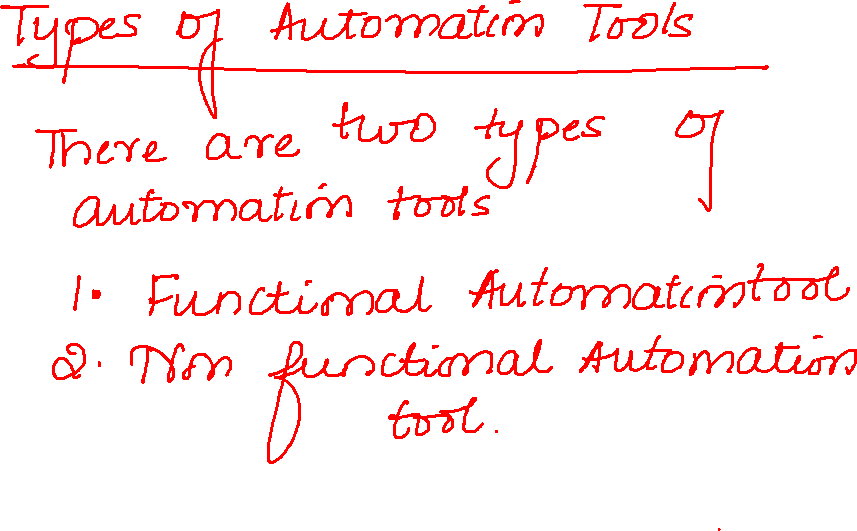 Types of Automation Tools
There are two types of
automation tools
1. Functional Automation tool
2. Non functional Automation
tool.